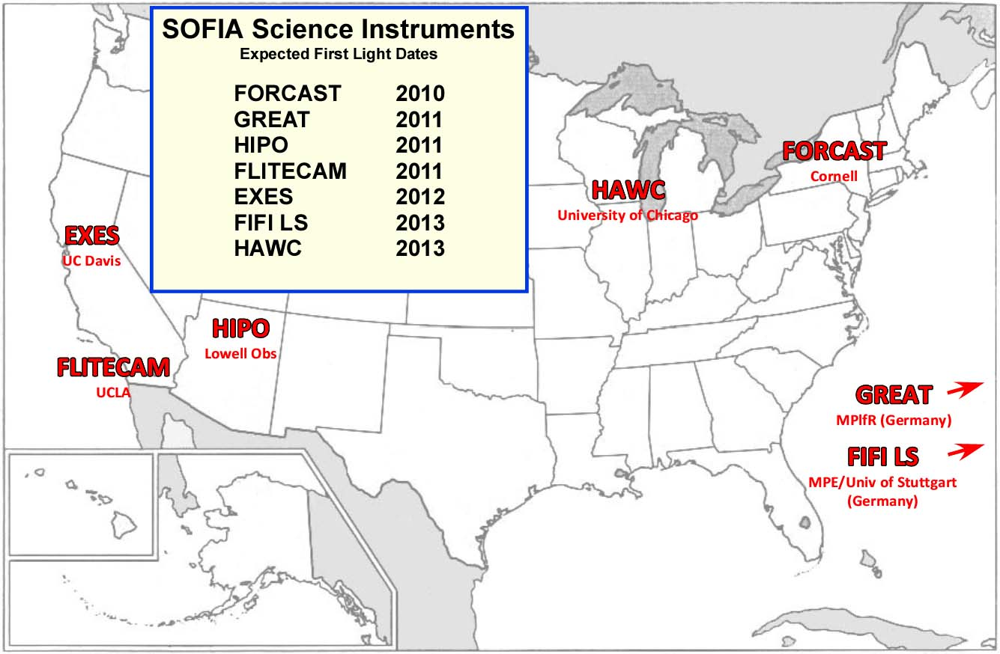 SOFIA Science Instruments
Expected First Light Dates
FORCAST 2010
GREAT 2011
HIPO 2011
FLITECAM 2011
EXES 2012
FIFI LS 2013
HAWC 2013
FORCAST
Cornell
HAWC
University of Chicago
EXES
UC Davis
HIPO
Lowell Obs
FLITECAM
UCLA
GREAT
MPIfR (Germany)
FIFI LS
MPE/Univ of Stuttgart
(Germany)